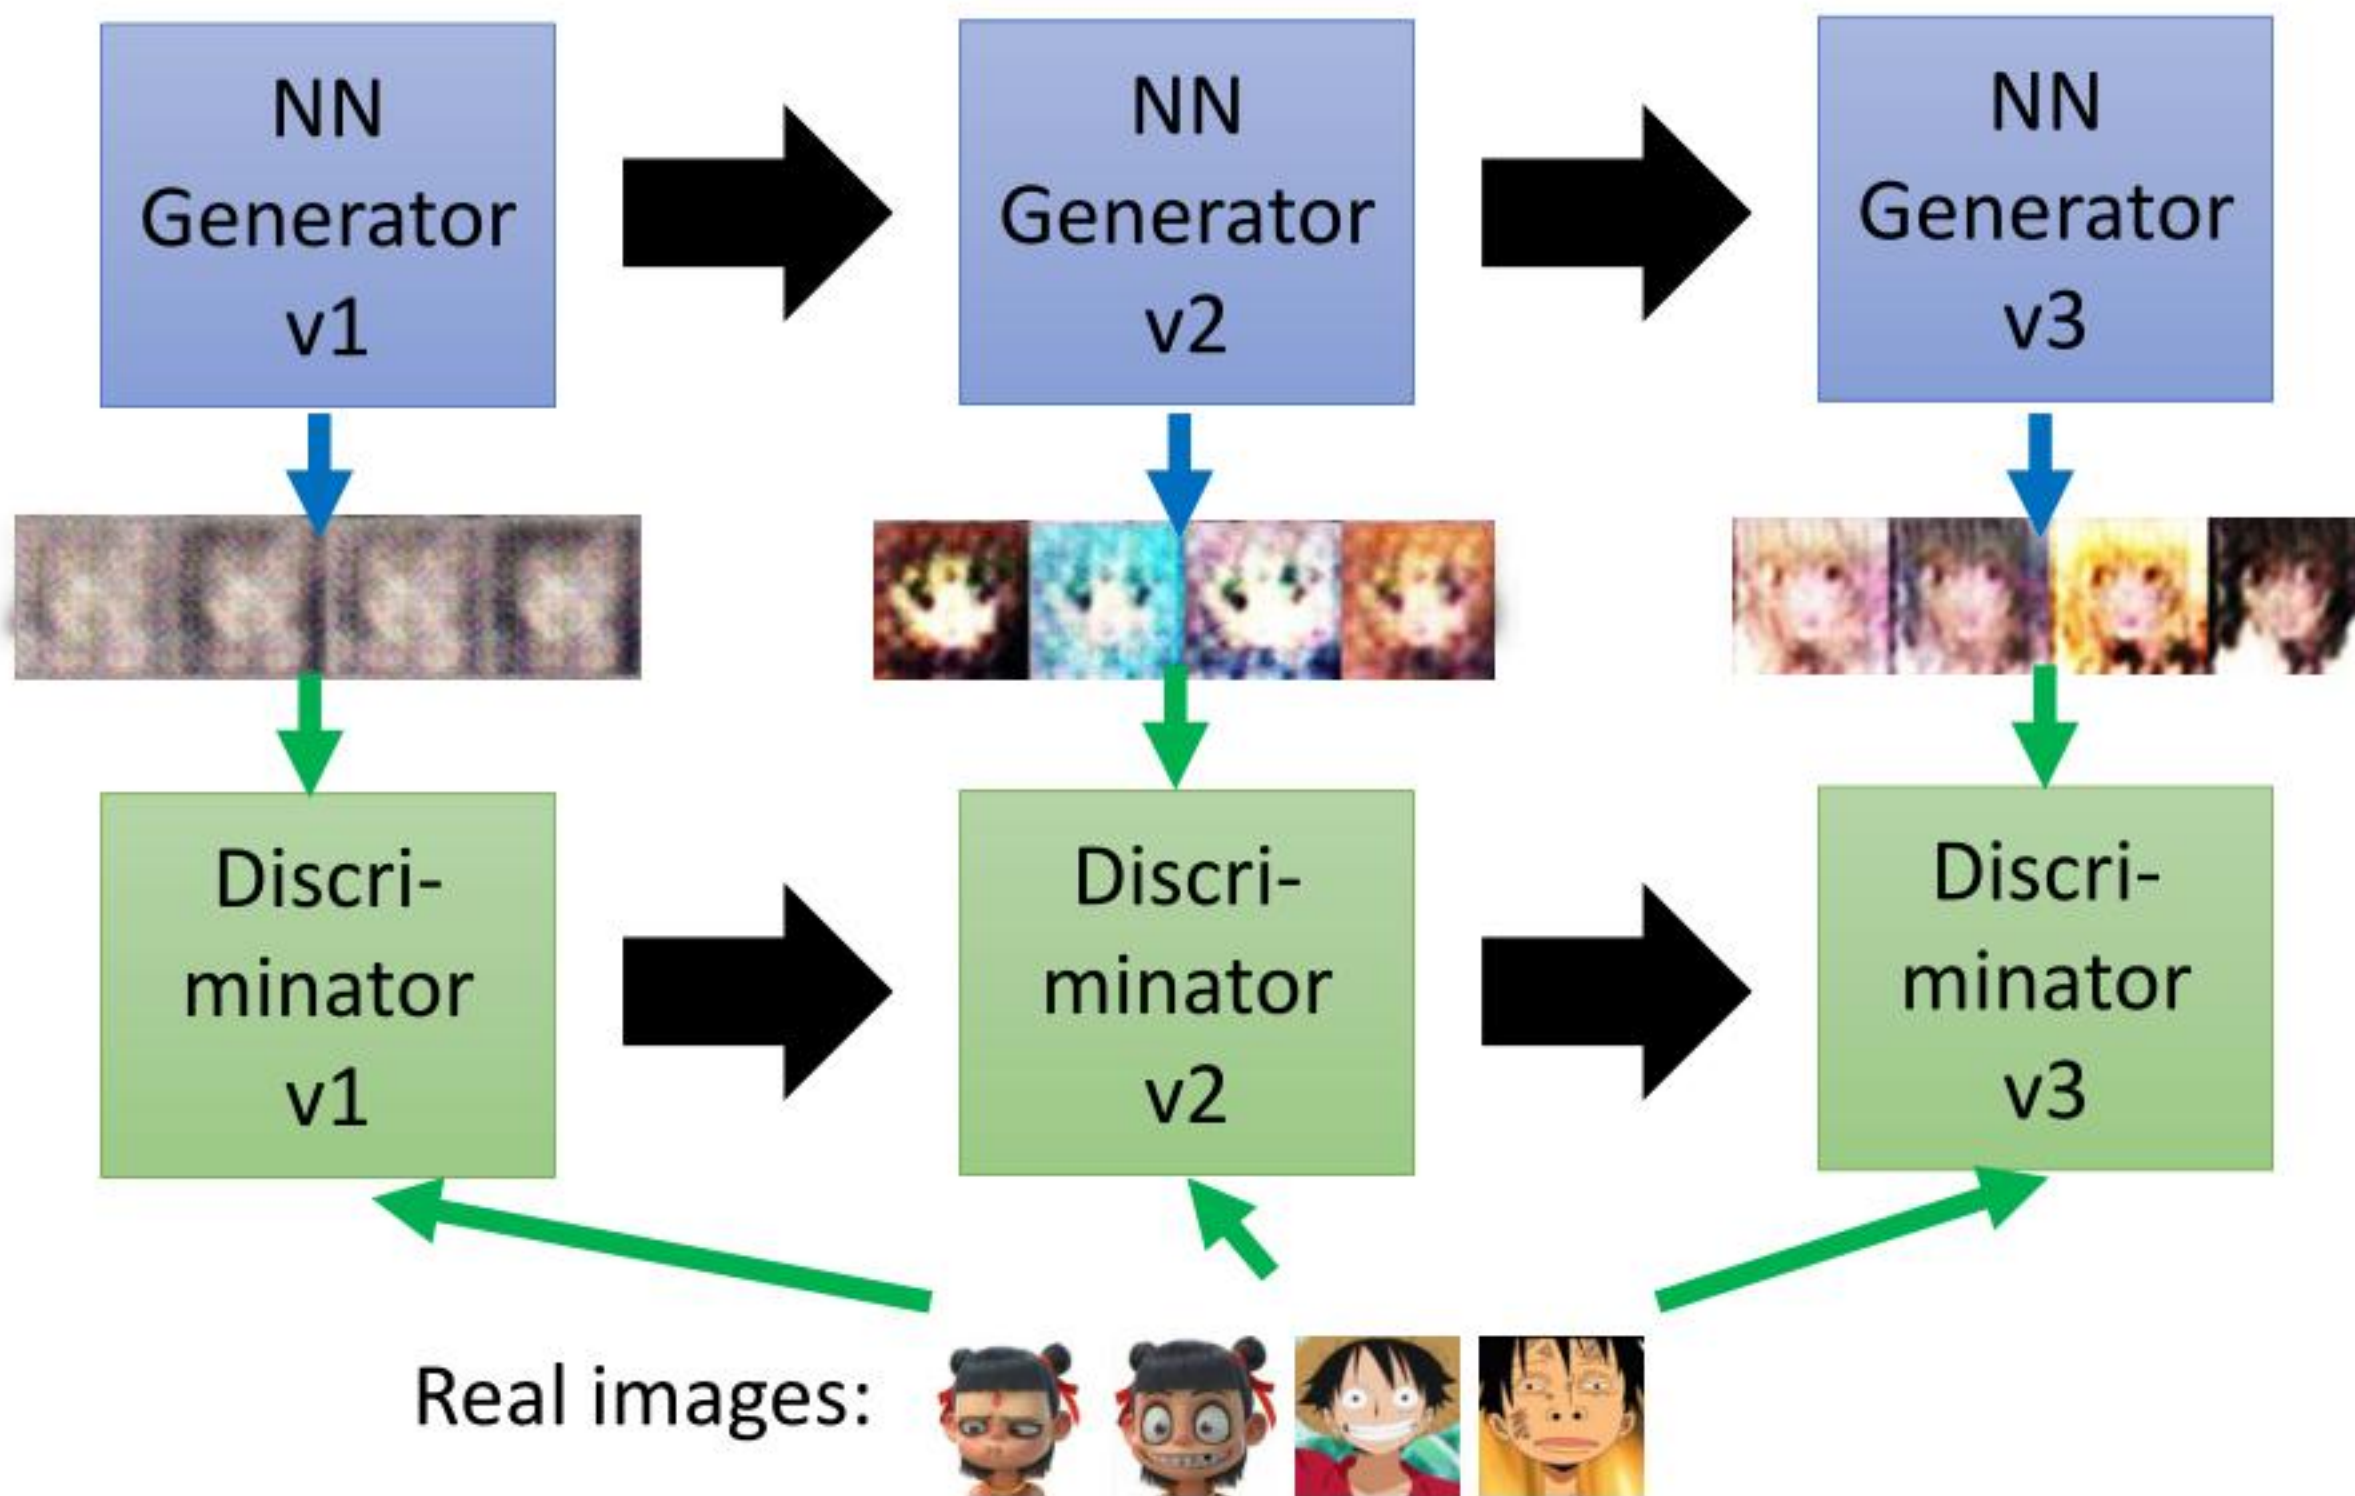 NN
Generator
v1
NN
Generator
v2
NN
Generator
v3
Discri-
minator
v1
Discri-
minator
v2
Discri-
minator
v3
Real images: